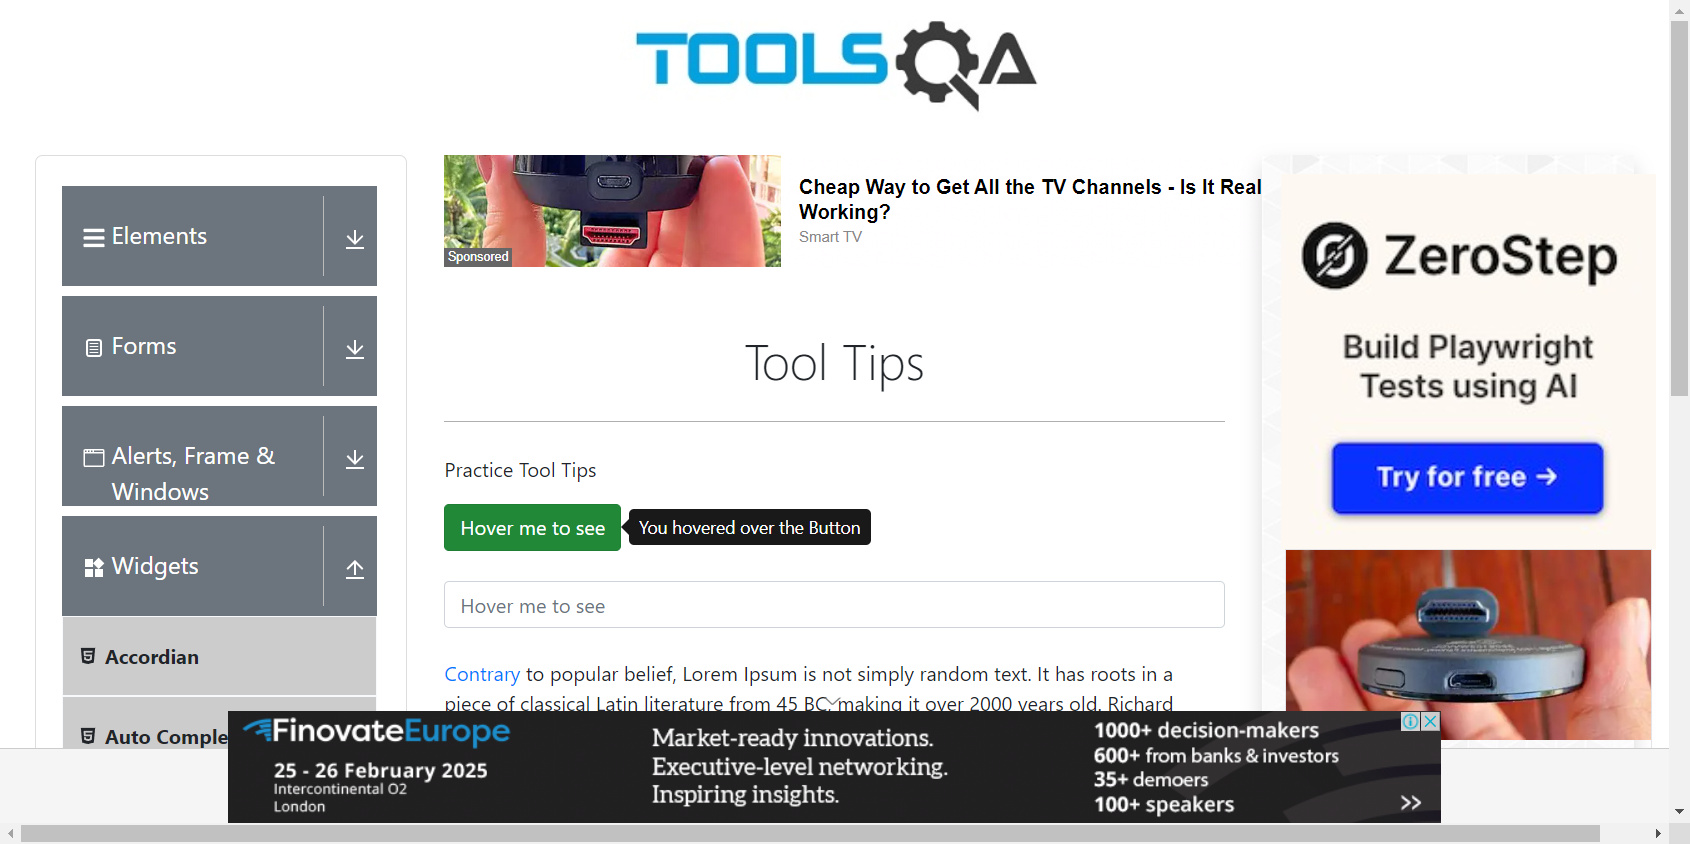 TOOLSQA
Elements
Forms
Alerts, Frame &
Windows
Widgets
Accordian
Auto Comple
Sponsored
Cheap Way to Get All the TV Channels - Is It Real
Working?
Smart TV
Tool Tips
Practice Tool Tips
Hover me to see
You hovered over the Button
Hover me to see
Contrary to popular belief, Lorem Ipsum is not simply random text. It has roots in a
piece of classical Latin literature from 45 BC, making it over 2000 years old. Richard
ZeroStep
Build Playwright
Tests using AI
Try for free →
FinovateEurope
25 - 26 February 2025
Intercontinental O2
London
Market-ready innovations.
Executive-level networking.
Inspiring insights.
1000+ decision-makers
600+ from banks & investors
35+ demoers
100+ speakers